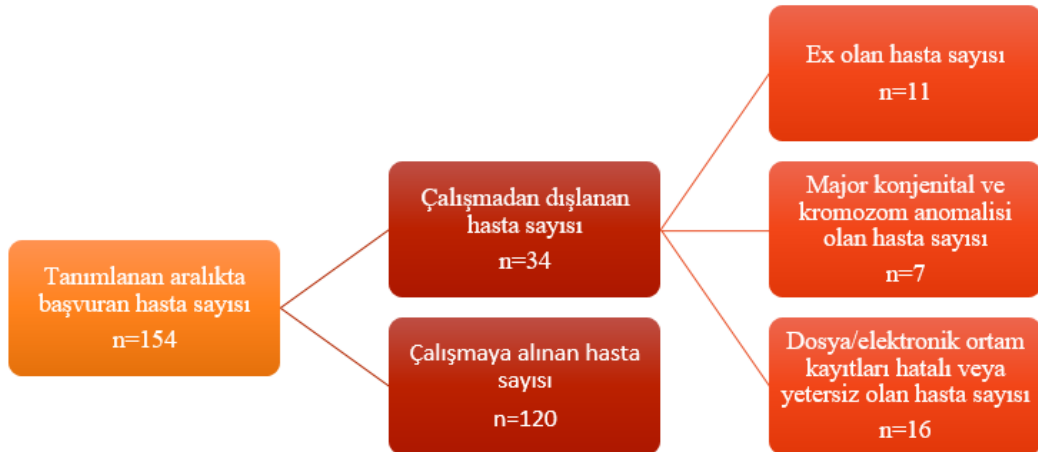 Tanımlanan aralıkta
başvuran hasta sayısı
n=154
Çalışmadan dışlanan
hasta sayısı
n=34
Çalışmaya alınan hasta
sayısı
n=120
Ex olan hasta sayısı
n=11
Major konjenital ve
kromozom anomalisi
olan hasta sayısı
n=7
Dosya/elektronik ortam
kayıtları hatalı veya
yetersiz olan hasta sayısı
n=16